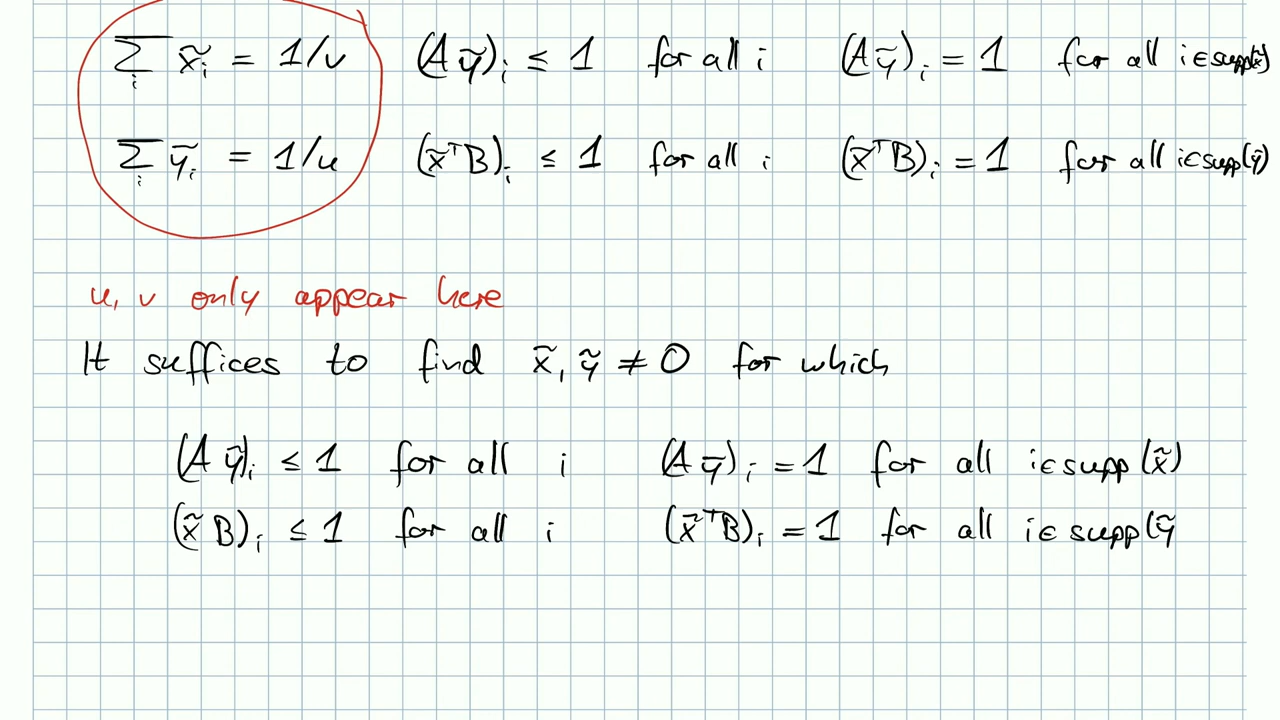 ∑ᵢ x̃ᵢ = 1/v (Aỹ)ᵢ ≤ 1 for all i (Aỹ)ᵢ = 1 for all i∈supp(x̃)
∑ᵢ ỹᵢ = 1/u (x̃ᵀB)ᵢ ≤ 1 for all i (x̃ᵀB)ᵢ = 1 for all i∈supp(ỹ)
u, v only appear here
It suffices to find x̃, ỹ ≠ 0 for which
(Aỹ)ᵢ ≤ 1 for all i (Aỹ)ᵢ = 1 for all i∈supp(x̃)
(x̃ B)ᵢ ≤ 1 for all i (x̃ᵀB)ᵢ = 1 for all i∈supp(ỹ